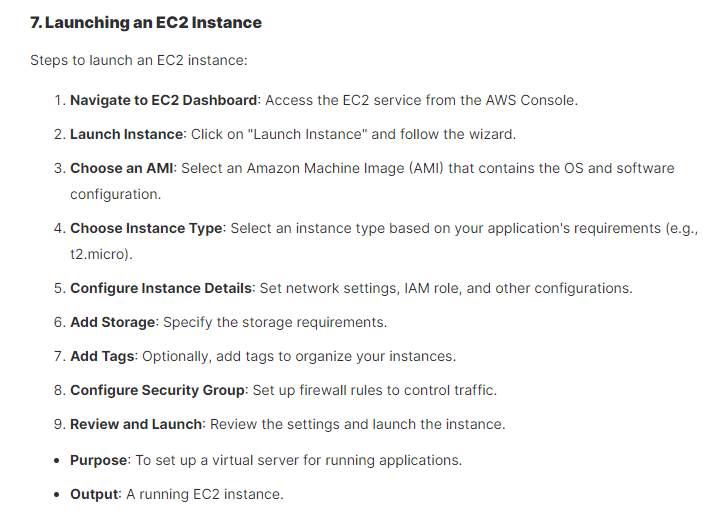 7. Launching an EC2 Instance
Steps to launch an EC2 instance:
1. Navigate to EC2 Dashboard: Access the EC2 service from the AWS Console.
2. Launch Instance: Click on "Launch Instance" and follow the wizard.
3. Choose an AMI: Select an Amazon Machine Image (AMI) that contains the OS and software
configuration.
4. Choose Instance Type: Select an instance type based on your application's requirements (e.g.,
t2.micro).
5. Configure Instance Details: Set network settings, IAM role, and other configurations.
6. Add Storage: Specify the storage requirements.
7. Add Tags: Optionally, add tags to organize your instances.
8. Configure Security Group: Set up firewall rules to control traffic.
9. Review and Launch: Review the settings and launch the instance.
• Purpose: To set up a virtual server for running applications.
• Output: A running EC2 instance.